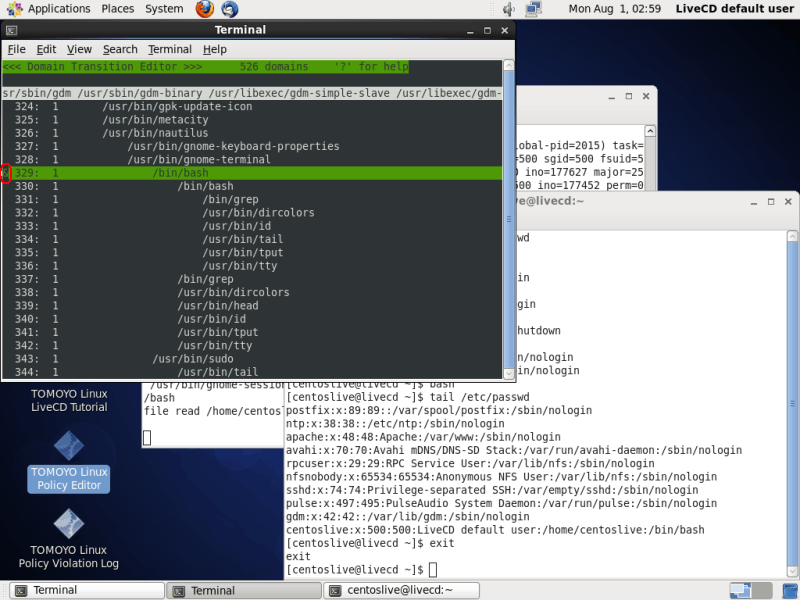 Applications Places System Mon Aug 1, 02:59 LiveCD default user
Terminal
File Edit View Search Terminal Help
<<< Domain Transition Editor >>> 526 domains '?' for help
sr/sbin/gdm /usr/sbin/gdm-binary /usr/libexec/gdm-simple-slave /usr/libexec/gdm-
324: 1 /usr/bin/gpk-update-icon
325: 1 /usr/bin/metacity
326: 1 /usr/bin/nautilus
327: 1 /usr/bin/gnome-keyboard-properties
328: 1 /usr/bin/gnome-terminal
329: 1 /bin/bash
330: 1 /bin/bash
331: 1 /bin/grep
332: 1 /usr/bin/dircolors
333: 1 /usr/bin/id
334: 1 /usr/bin/tail
335: 1 /usr/bin/tput
336: 1 /usr/bin/tty
337: 1 /bin/grep
338: 1 /usr/bin/dircolors
339: 1 /usr/bin/head
340: 1 /usr/bin/id
341: 1 /usr/bin/tput
342: 1 /usr/bin/tty
343: 1 /usr/bin/sudo
344: 1 /usr/bin/tail
obal-pid=2015) task=
=500 sgid=500 fsuid=5
0 ino=177627 major=25
500 ino=177452 perm=0
e@livecd:~
wd
in
gin
hutdown
n/nologin
in/nologin
[centoslive@livecd ~]$ bash
[centoslive@livecd ~]$ tail /etc/passwd
postfix:x:89:89::/var/spool/postfix:/sbin/nologin
ntp:x:38:38::/etc/ntp:/sbin/nologin
apache:x:48:48:Apache:/var/www:/sbin/nologin
avahi:x:70:70:Avahi mDNS/DNS-SD Stack:/var/run/avahi-daemon:/sbin/nologin
rpcuser:x:29:29:RPC Service User:/var/lib/nfs:/sbin/nologin
nfsnobody:x:65534:65534:Anonymous NFS User:/var/lib/nfs:/sbin/nologin
sshd:x:74:74:Privilege-separated SSH:/var/empty/sshd:/sbin/nologin
pulse:x:497:495:PulseAudio System Daemon:/var/run/pulse:/sbin/nologin
gdm:x:42:42::/var/lib/gdm:/sbin/nologin
centoslive:x:500:500:LiveCD default user:/home/centoslive:/bin/bash
[centoslive@livecd ~]$ exit
exit
[centoslive@livecd ~]$
/usr/bin/gnome-session
/bash
file read /home/centos
TOMOYO Linux
LiveCD Tutorial
TOMOYO Linux
Policy Editor
TOMOYO Linux
Policy Violation Log
Terminal Terminal centoslive@livecd:~